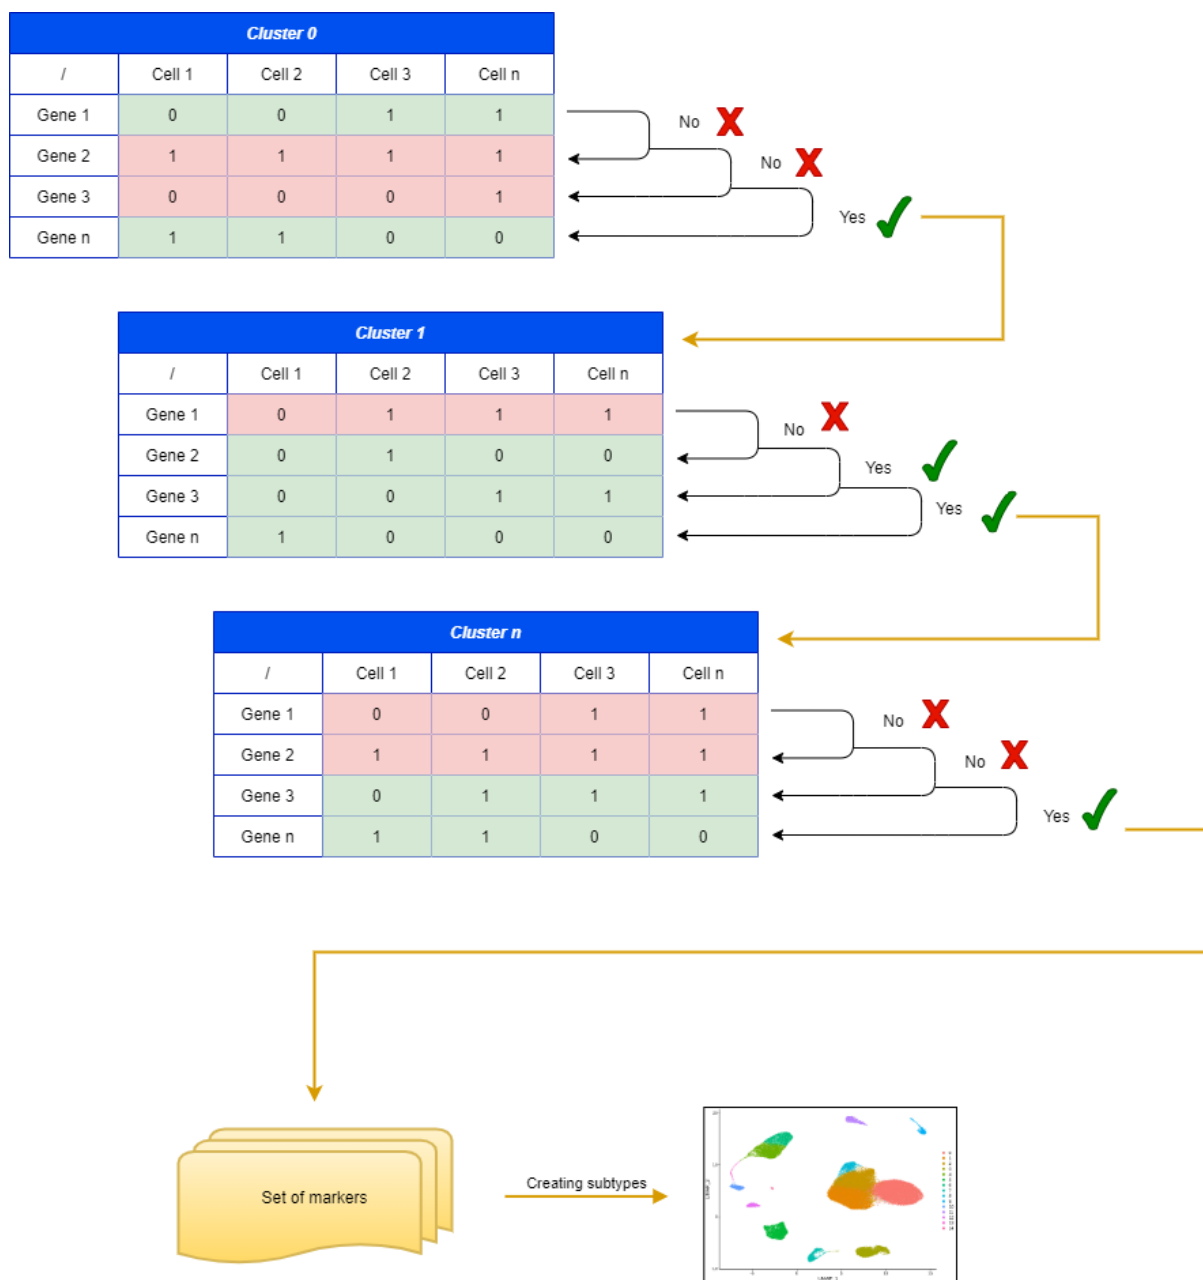 Cluster 0
/ Cell 1 Cell 2 Cell 3 Cell n
Gene 1 0 0 1 1
No X
Gene 2 1 1 1 1
No X
Gene 3 0 0 0 1
Yes
Gene n 1 1 0 0
Cluster 1
/ Cell 1 Cell 2 Cell 3 Cell n
Gene 1 0 1 1 1
No X
Gene 2 0 1 0 0
Yes
Gene 3 0 0 1 1
Yes
Gene n 1 0 0 0
Cluster n
/ Cell 1 Cell 2 Cell 3 Cell n
Gene 1 0 0 1 1
No X
Gene 2 1 1 1 1
No X
Gene 3 0 1 1 1
Yes
Gene n 1 1 0 0
Set of markers
Creating subtypes